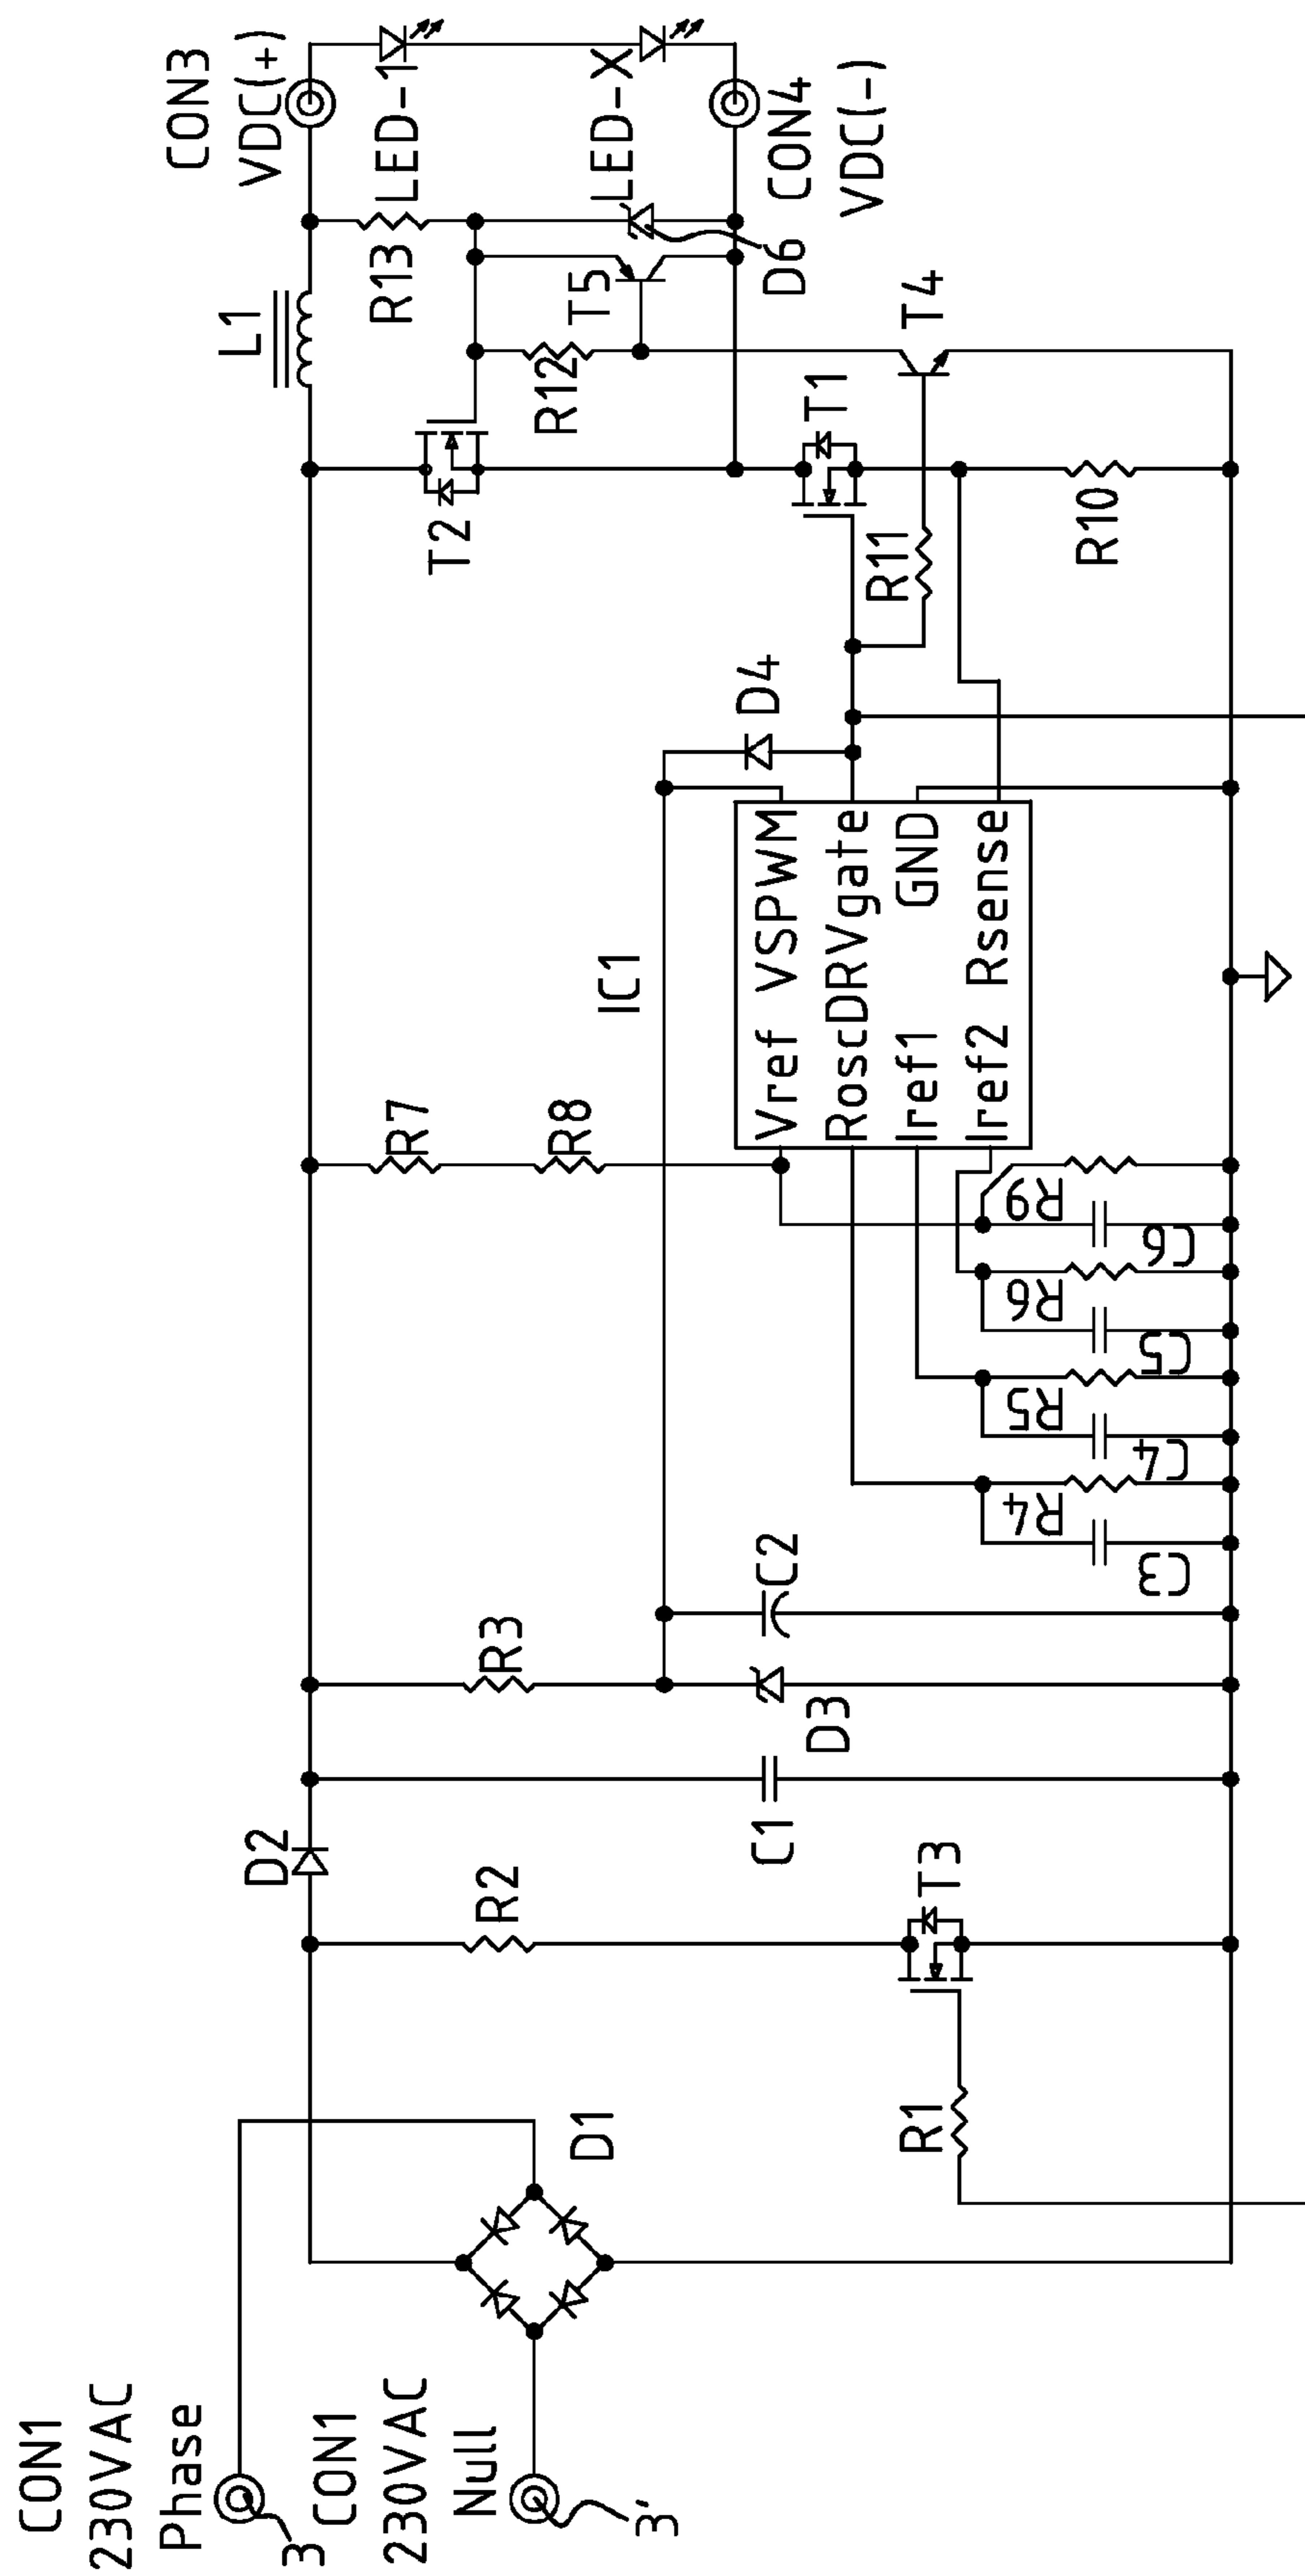 CON1
230VAC
Phase
3
CON1
230VAC
Null
3'
D1
R1
D2
R2
T3
C1
R3
D3
C2
C3
R4
C4
R5
C5
R6
C6
R9
R7
R8
IC1
Vref VSPWM
RoscDRVgate
Iref1 GND
Iref2 Rsense
D4
R11
T2
T1
R10
R12
T4
L1
R13
T5
D6
CON3
VDC(+)
LED-1
LED-X
CON4
VDC(-)